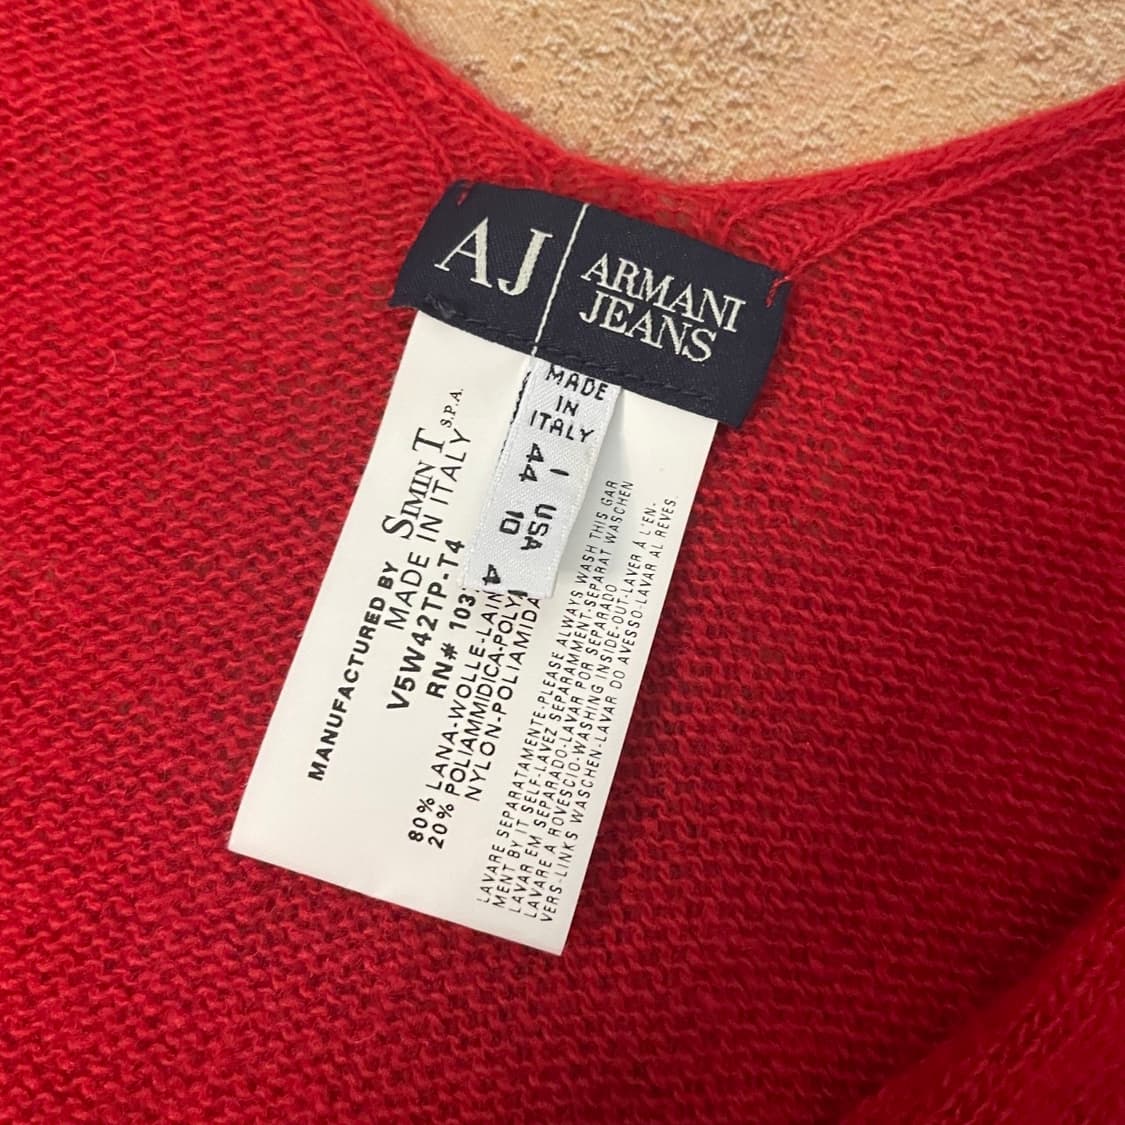 AJ
ARMANI
JEANS
MADE
IN
ITALY
I USA
44 10 4
MANUFACTURED BY SIMIN T S.P.A.
MADE IN ITALY
V5W42TP-T4
RN# 103
80% LANA-WOLLE-LAIN
20% POLIAMMIDICA-POLY
NYLON-POLIAMIDA
LAVARE SEPARATAMENTE-PLEASE ALWAYS WASH THIS GAR
MENT BY IT SELF-LAVEZ SEPARAMMENT-SEPARAT WASCHEN
LAVAR EM SEPARADO-LAVAR POR SEPARADO
LAVARE A ROVESCIO-WASHING INSIDE-OUT-LAVER À L'EN-
VERS-LINKS WASCHEN-LAVAR DO AVESSO-LAVAR AL REVES.